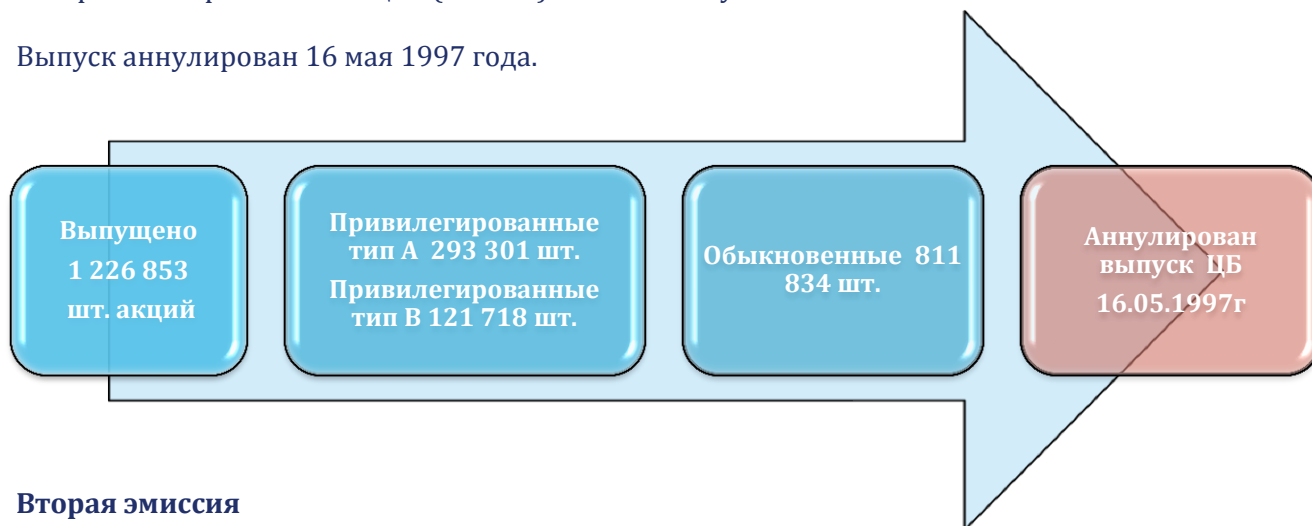 Выпуск аннулирован 16 мая 1997 года.
Выпущено
1 226 853
шт. акций
Привилегированные
тип А 293 301 шт.
Привилегированные
тип В 121 718 шт.
Обыкновенные 811
834 шт.
Аннулирован
выпуск ЦБ
16.05.1997г
Вторая эмиссия